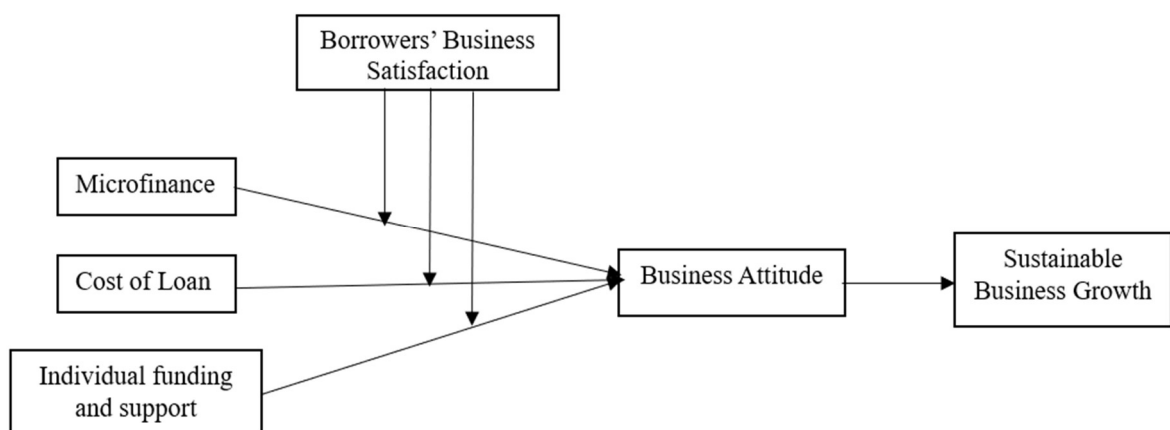 Borrowers’ Business
Satisfaction
Microfinance
Cost of Loan
Individual funding
and support
Business Attitude
Sustainable
Business Growth